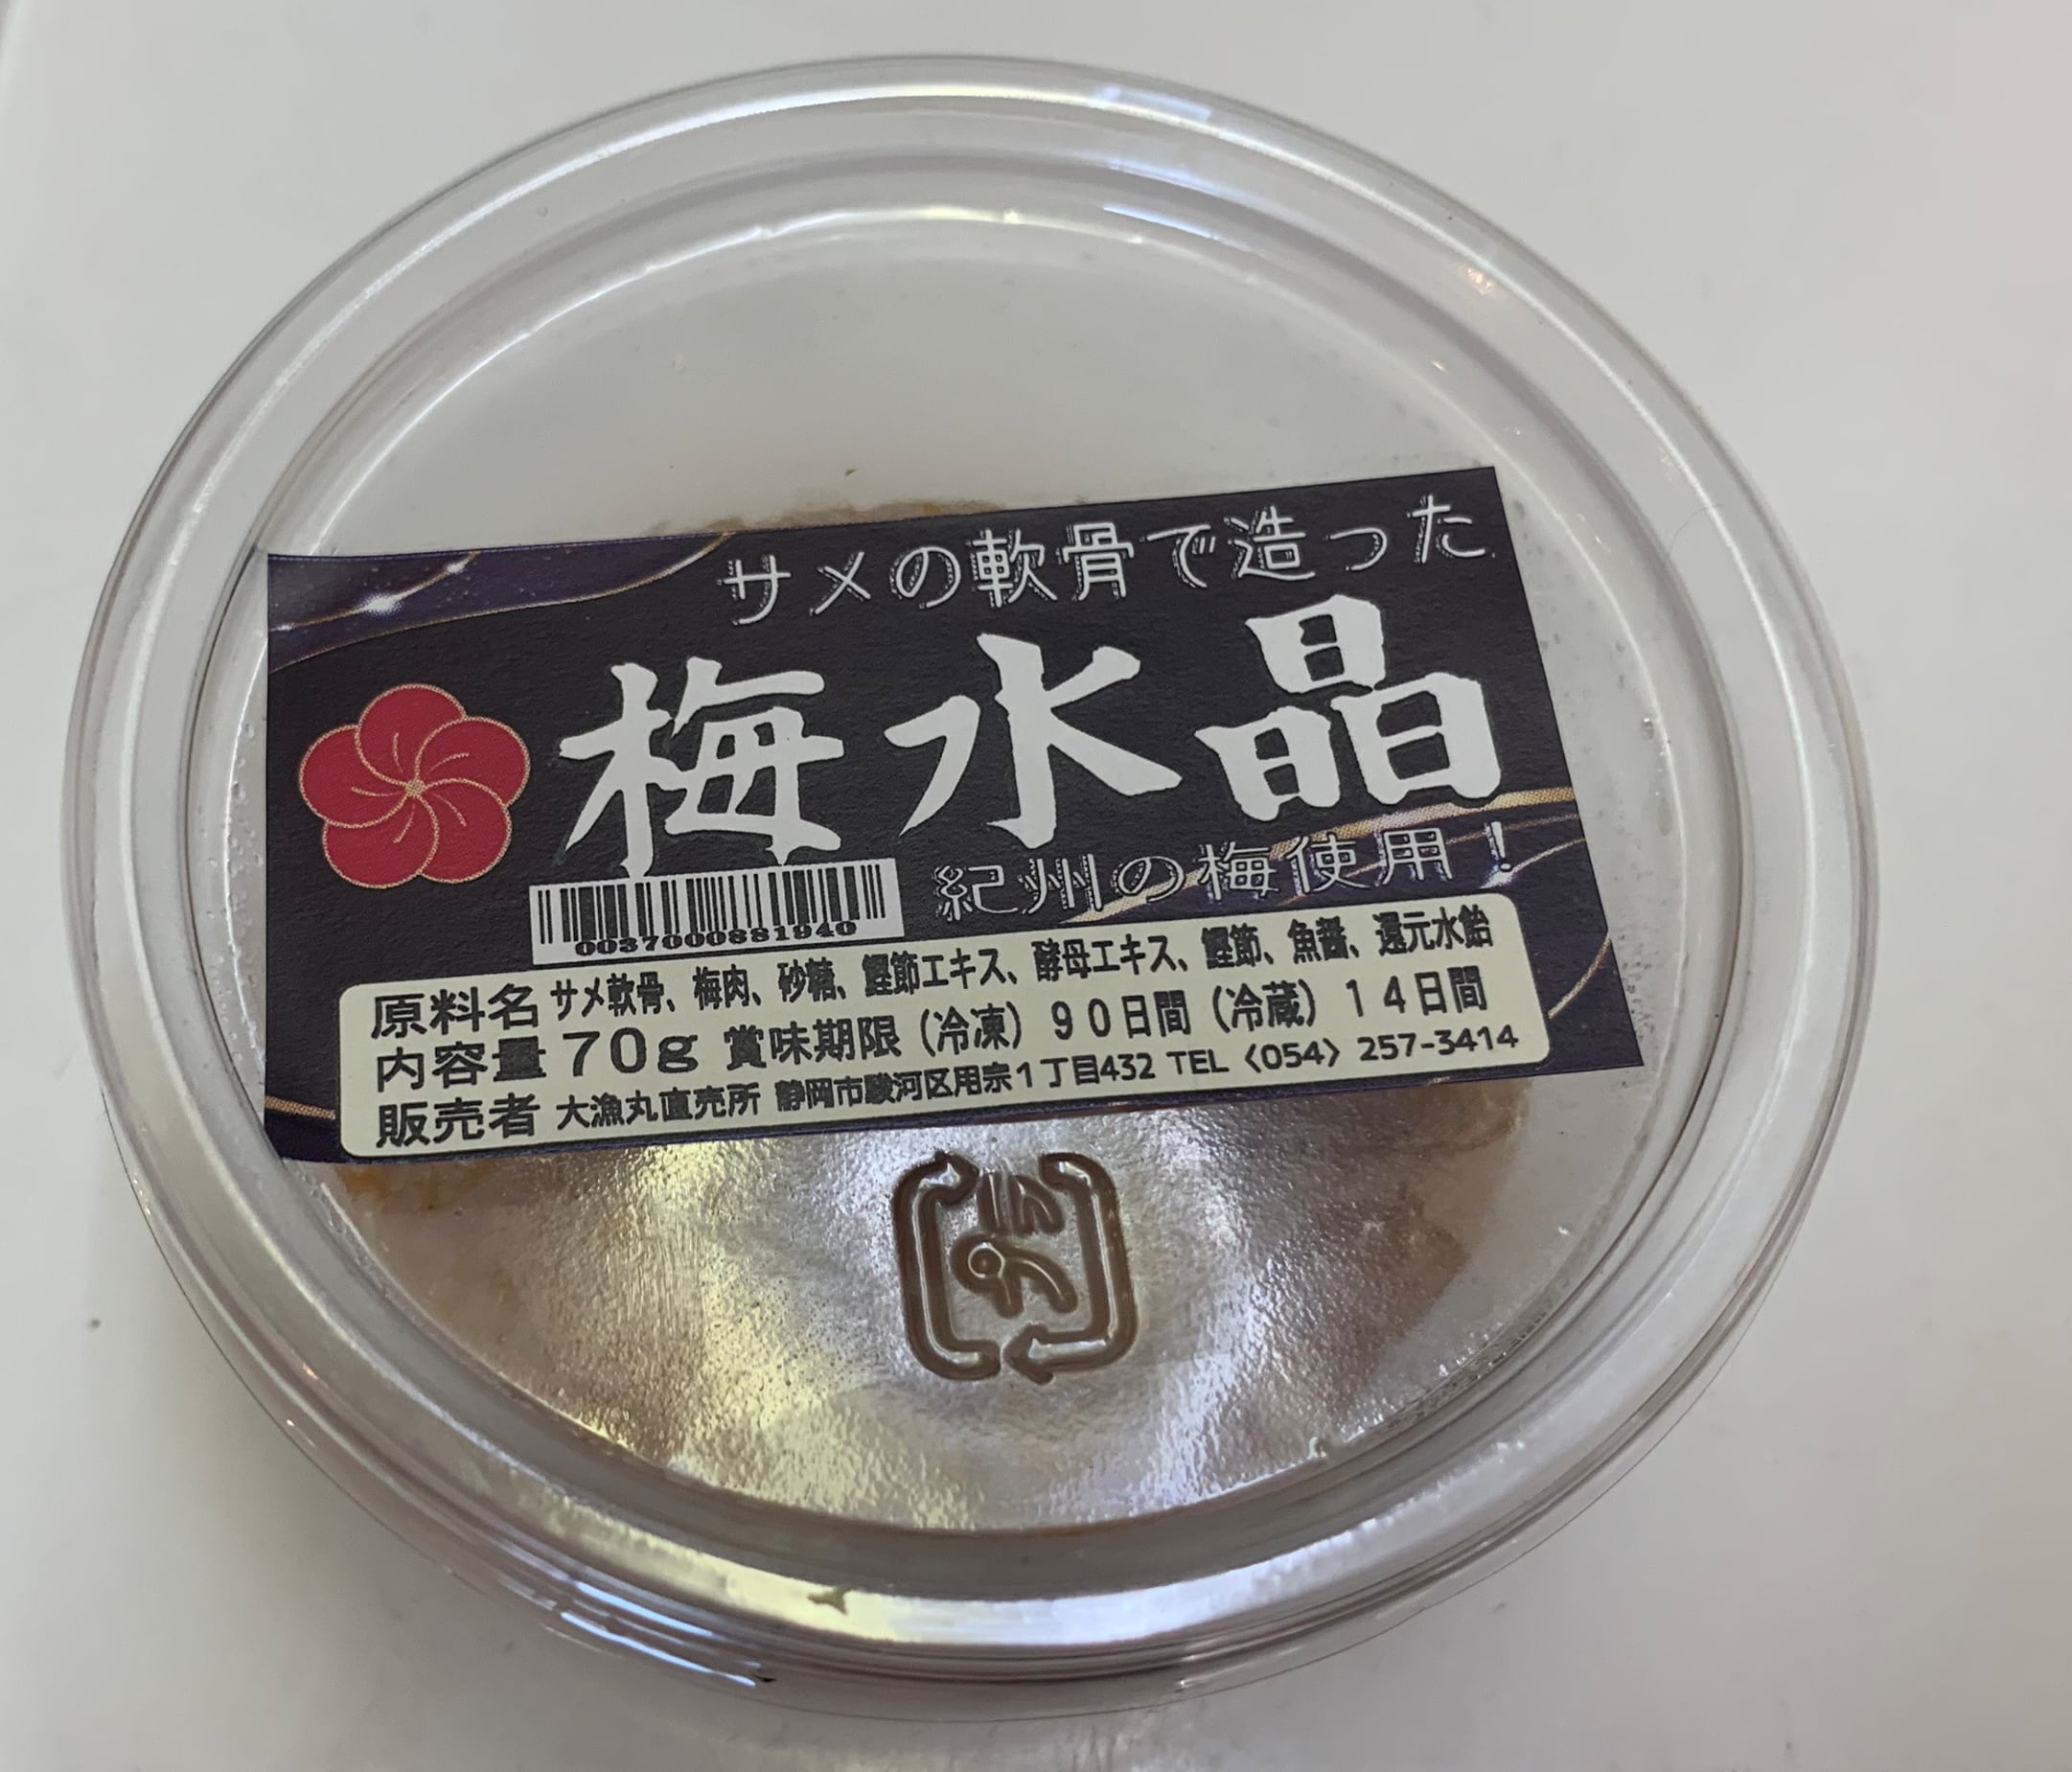 サメの軟骨で造った
梅水晶
紀州の梅使用！
0037000881940
原料名 サメ軟骨、梅肉、砂糖、鰹節エキス、酵母エキス、鰹節、魚醤、還元水飴
内容量 70g 賞味期限（冷凍）９０日間（冷蔵）１４日間
販売者 大漁丸直売所 静岡市駿河区用宗1丁目432 TEL〈054〉257-3414